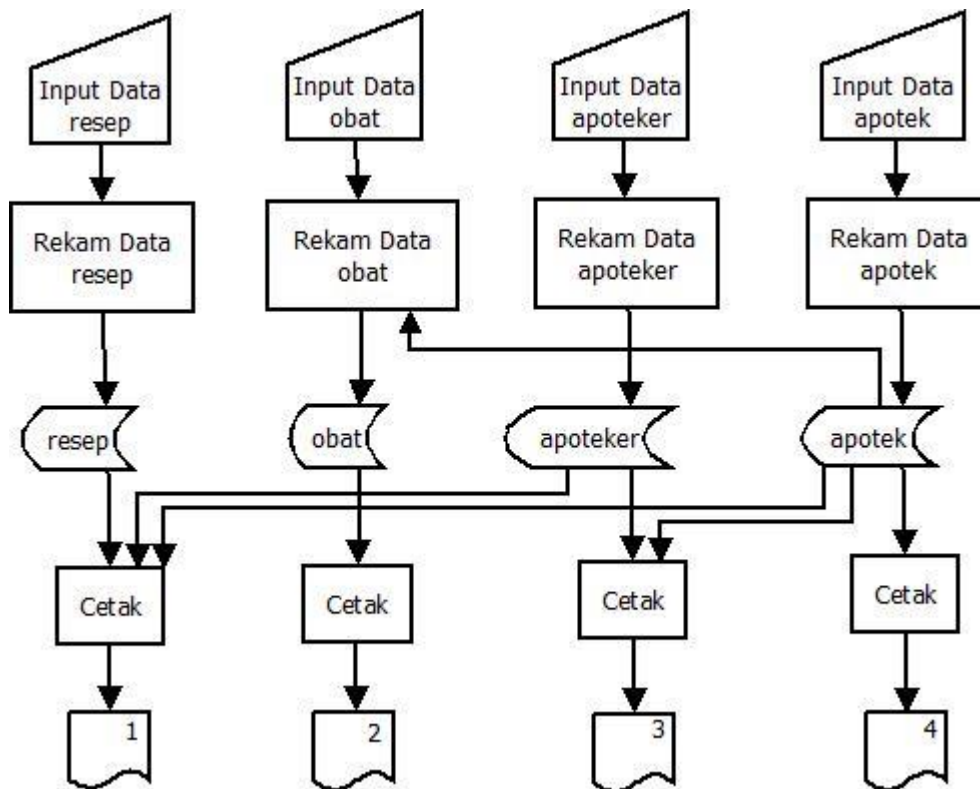 Input Data
resep
Input Data
obat
Input Data
apoteker
Input Data
apotek
Rekam Data
resep
Rekam Data
obat
Rekam Data
apoteker
Rekam Data
apotek
resep
obat
apoteker
apotek
Cetak
Cetak
Cetak
Cetak
1
2
3
4